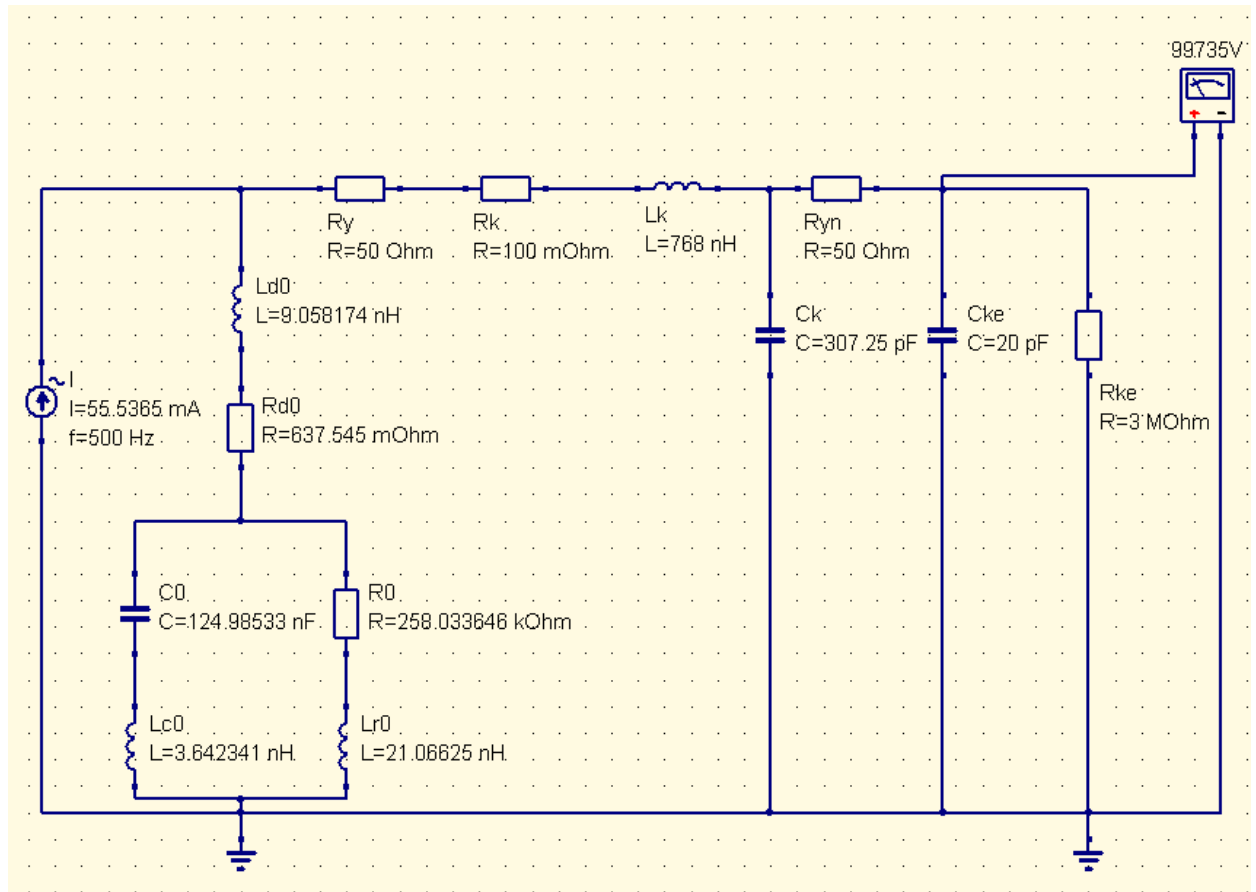 99.735V
+ -
Ry
R=50 Ohm
Rk
R=100 mOhm
Lk
L=768 nH
Ryn
R=50 Ohm
Ld0
L=9.058174 nH
Ck
C=307.25 pF
Cke
C=20 pF
Rke
R=3 MOhm
I
I=55.5365 mA
f=500 Hz
Rd0
R=637.545 mOhm
C0
C=124.98533 nF
R0
R=258.033646 kOhm
Lc0
L=3.642341 nH
Lr0
L=21.06625 nH